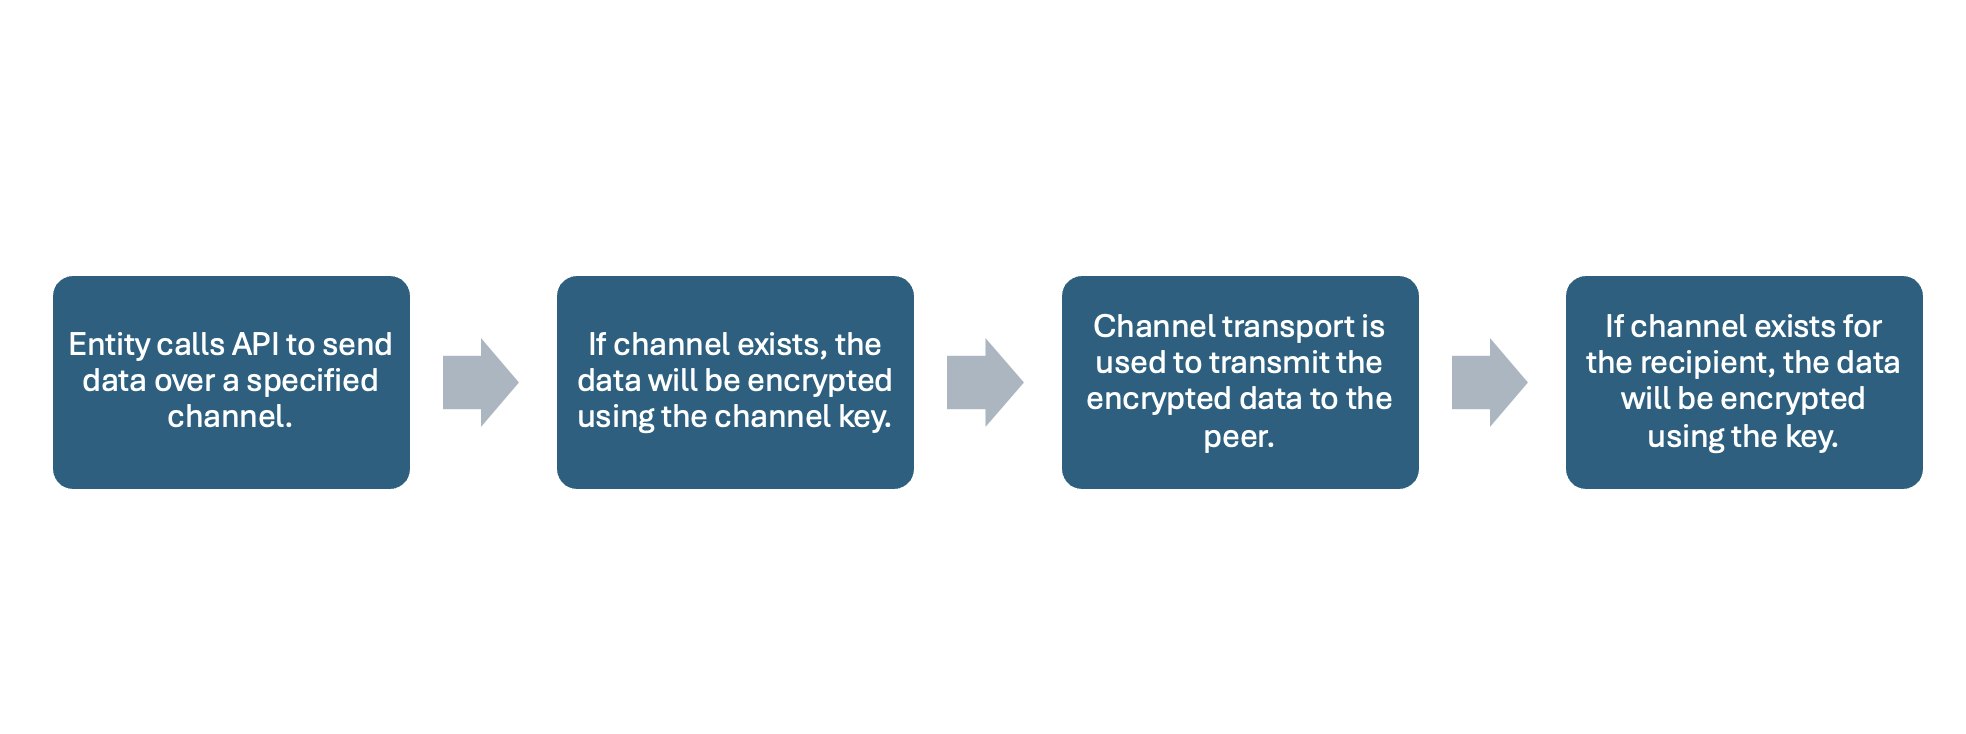 Entity calls API to send
data over a specified
channel.
If channel exists, the
data will be encrypted
using the channel key.
Channel transport is
used to transmit the
encrypted data to the
peer.
If channel exists for
the recipient, the data
will be encrypted
using the key.